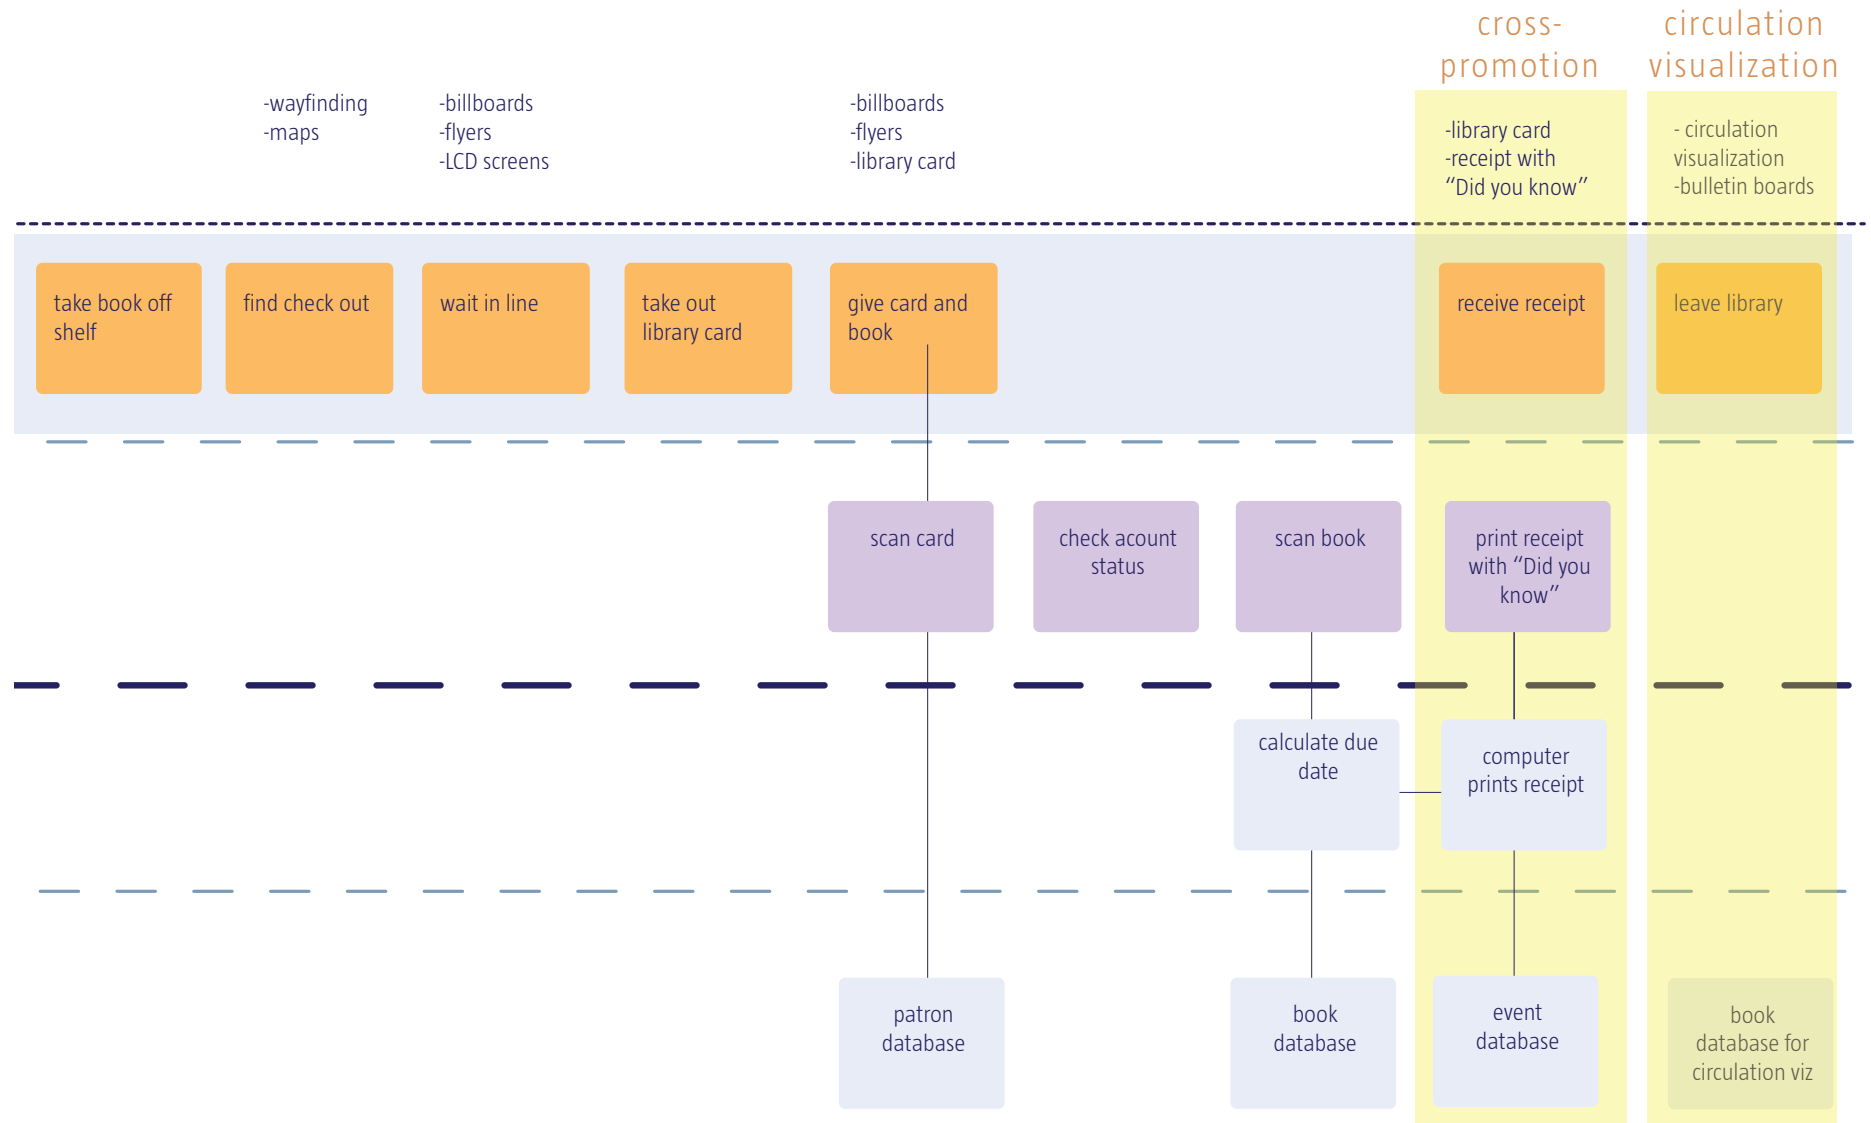 cross-
promotion
circulation
visualization
-wayfinding
-maps
-billboards
-flyers
-LCD screens
-billboards
-flyers
-library card
-library card
-receipt with
“Did you know”
- circulation
visualization
-bulletin boards
take book off
shelf
find check out
wait in line
take out
library card
give card and
book
receive receipt
leave library
scan card
check acount
status
scan book
print receipt
with “Did you
know”
calculate due
date
computer
prints receipt
patron
database
book
database
event
database
book
database for
circulation viz